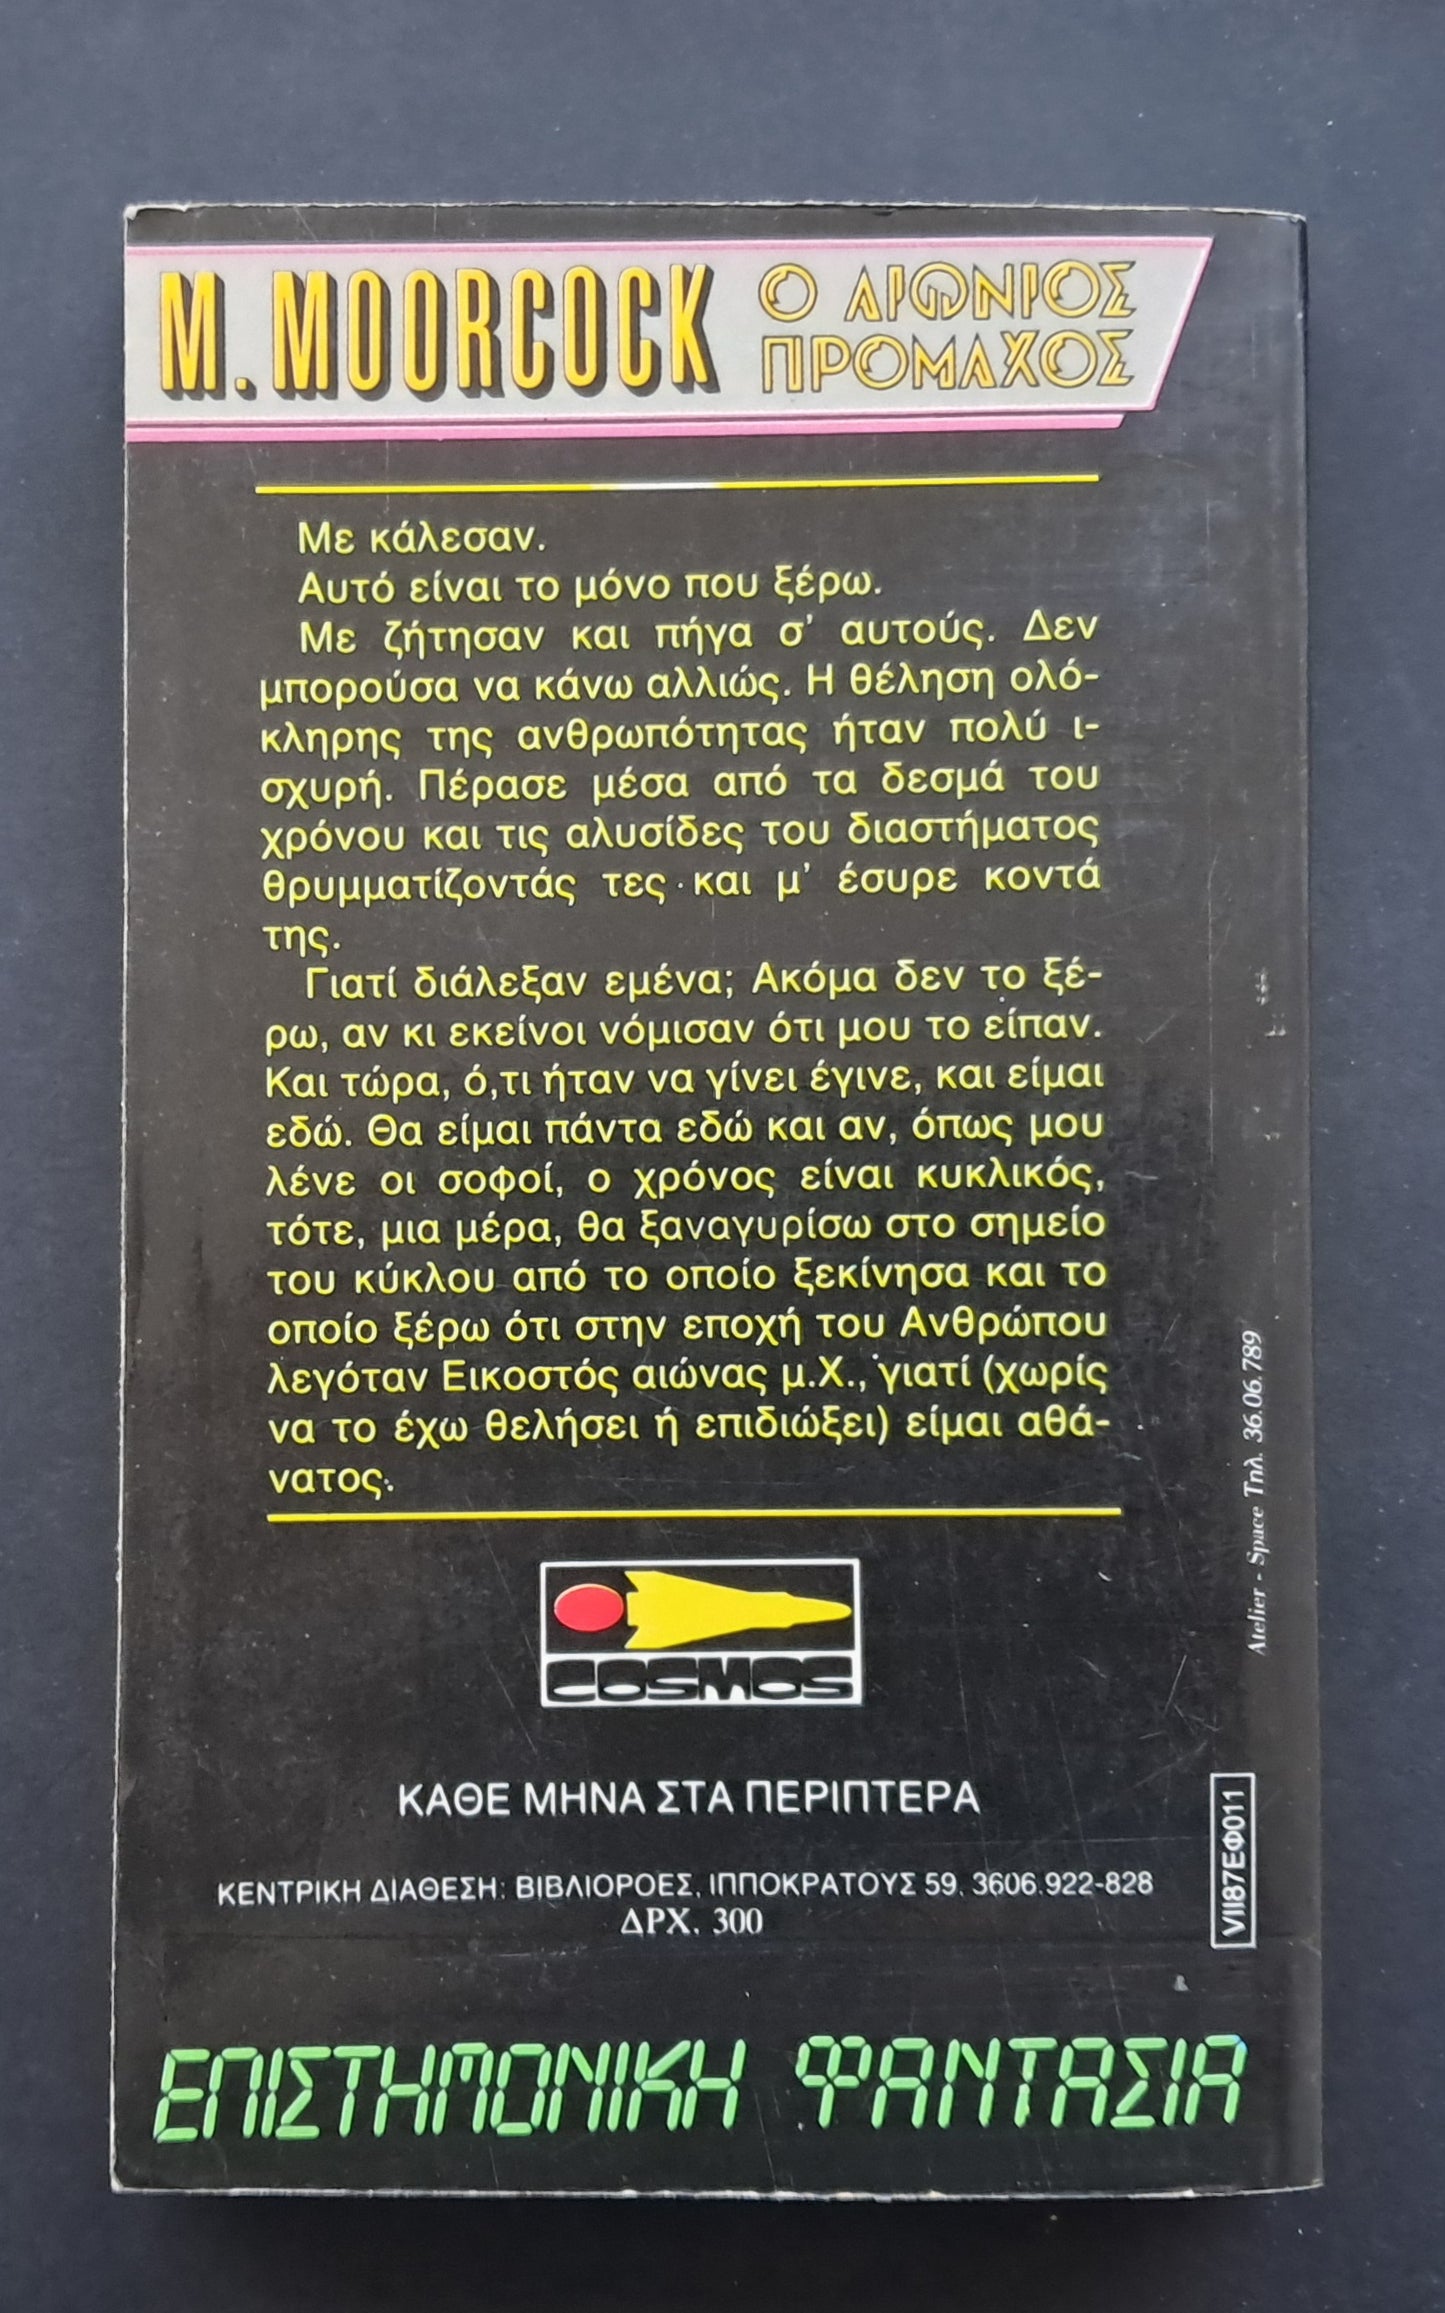 M. MOORCOCK Ο ΑΙΩΝΙΟΣ
ΠΡΟΜΑΧΟΣ
Με κάλεσαν.
Αυτό είναι το μόνο που ξέρω.
Με ζήτησαν και πήγα σ' αυτούς. Δεν
μπορούσα να κάνω αλλιώς. Η θέληση ολό-
κληρης της ανθρωπότητας ήταν πολύ ι-
σχυρή. Πέρασε μέσα από τα δεσμά του
χρόνου και τις αλυσίδες του διαστήματος
θρυμματίζοντάς τες και μ' έσυρε κοντά
της.
Γιατί διάλεξαν εμένα; Ακόμα δεν το ξέ-
ρω, αν κι εκείνοι νόμισαν ότι μου το είπαν.
Και τώρα, ό,τι ήταν να γίνει έγινε, και είμαι
εδώ. Θα είμαι πάντα εδώ και αν, όπως μου
λένε οι σοφοί, ο χρόνος είναι κυκλικός,
τότε, μια μέρα, θα ξαναγυρίσω στο σημείο
του κύκλου από το οποίο ξεκίνησα και το
οποίο ξέρω ότι στην εποχή του Ανθρώπου
λεγόταν Εικοστός αιώνας μ.Χ., γιατί (χωρίς
να το έχω θελήσει ή επιδιώξει) είμαι αθά-
νατος.
COSMOS
ΚΑΘΕ ΜΗΝΑ ΣΤΑ ΠΕΡΙΠΤΕΡΑ
ΚΕΝΤΡΙΚΗ ΔΙΑΘΕΣΗ: ΒΙΒΛΙΟΡΟΕΣ, ΙΠΠΟΚΡΑΤΟΥΣ 59, 3606.922-828
ΔΡΧ. 300
ΕΠΙΣΤΗΜΟΝΙΚΗ ΦΑΝΤΑΣΙΑ
Atelier - Space Τηλ. 36.06.789
VII87ΕΦ011